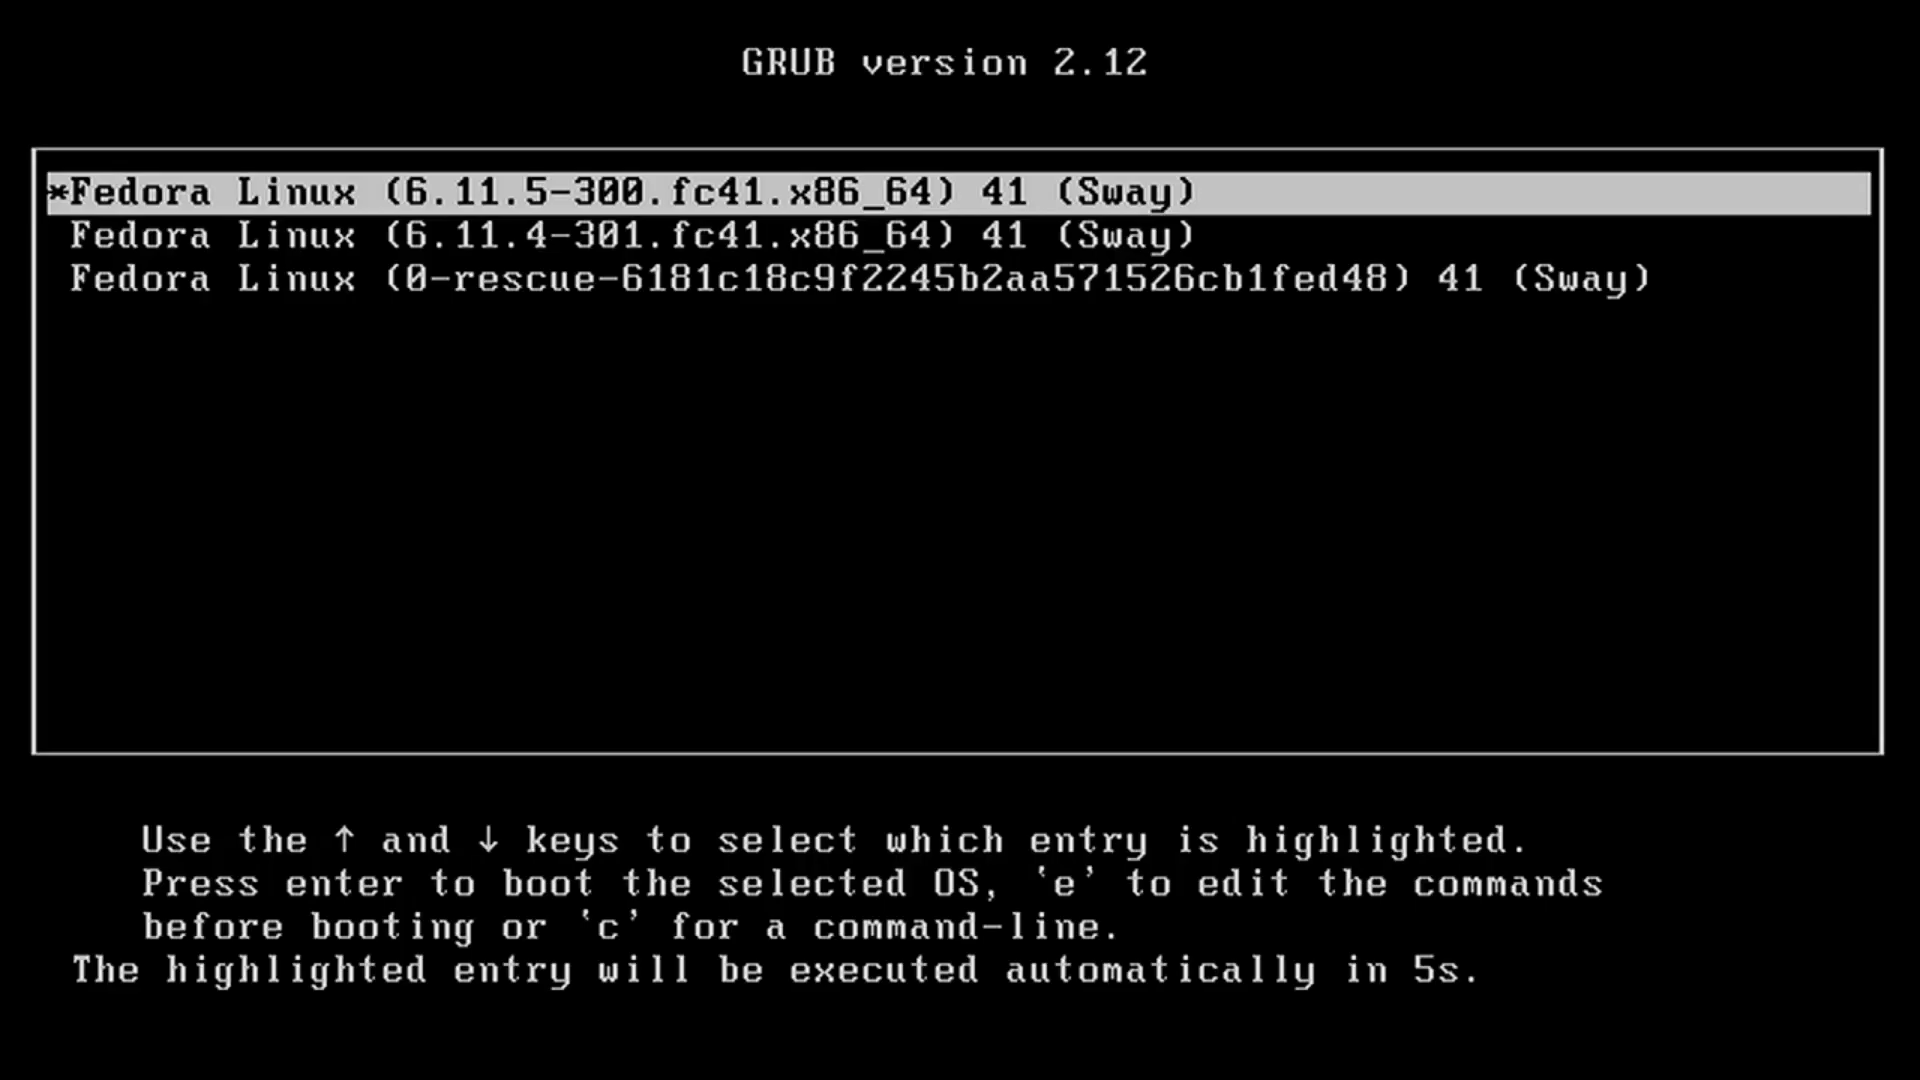 GRUB version 2.12
*Fedora Linux (6.11.5-300.fc41.x86_64) 41 (Sway)
Fedora Linux (6.11.4-301.fc41.x86_64) 41 (Sway)
Fedora Linux (0-rescue-6181c18c9f2245b2aa571526cb1fed48) 41 (Sway)
Use the ↑ and ↓ keys to select which entry is highlighted.
Press enter to boot the selected OS, `e' to edit the commands
before booting or `c' for a command-line.
The highlighted entry will be executed automatically in 5s.